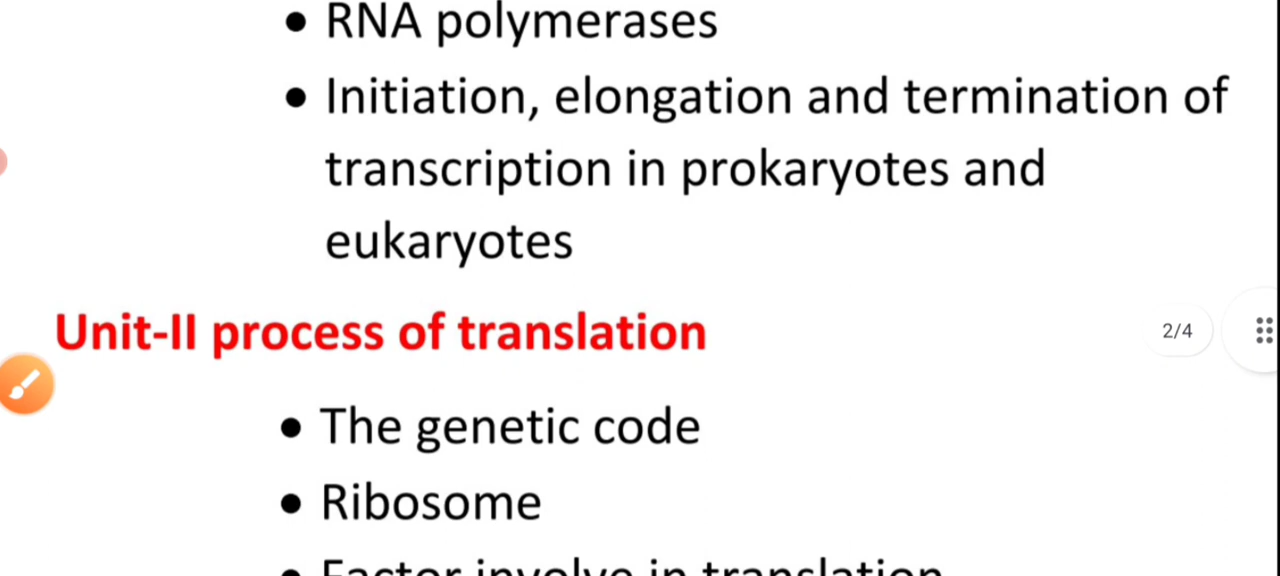 • RNA polymerases
• Initiation, elongation and termination of
transcription in prokaryotes and
eukaryotes
Unit-II process of translation
2/4
• The genetic code
• Ribosome
• Factor involve in translation